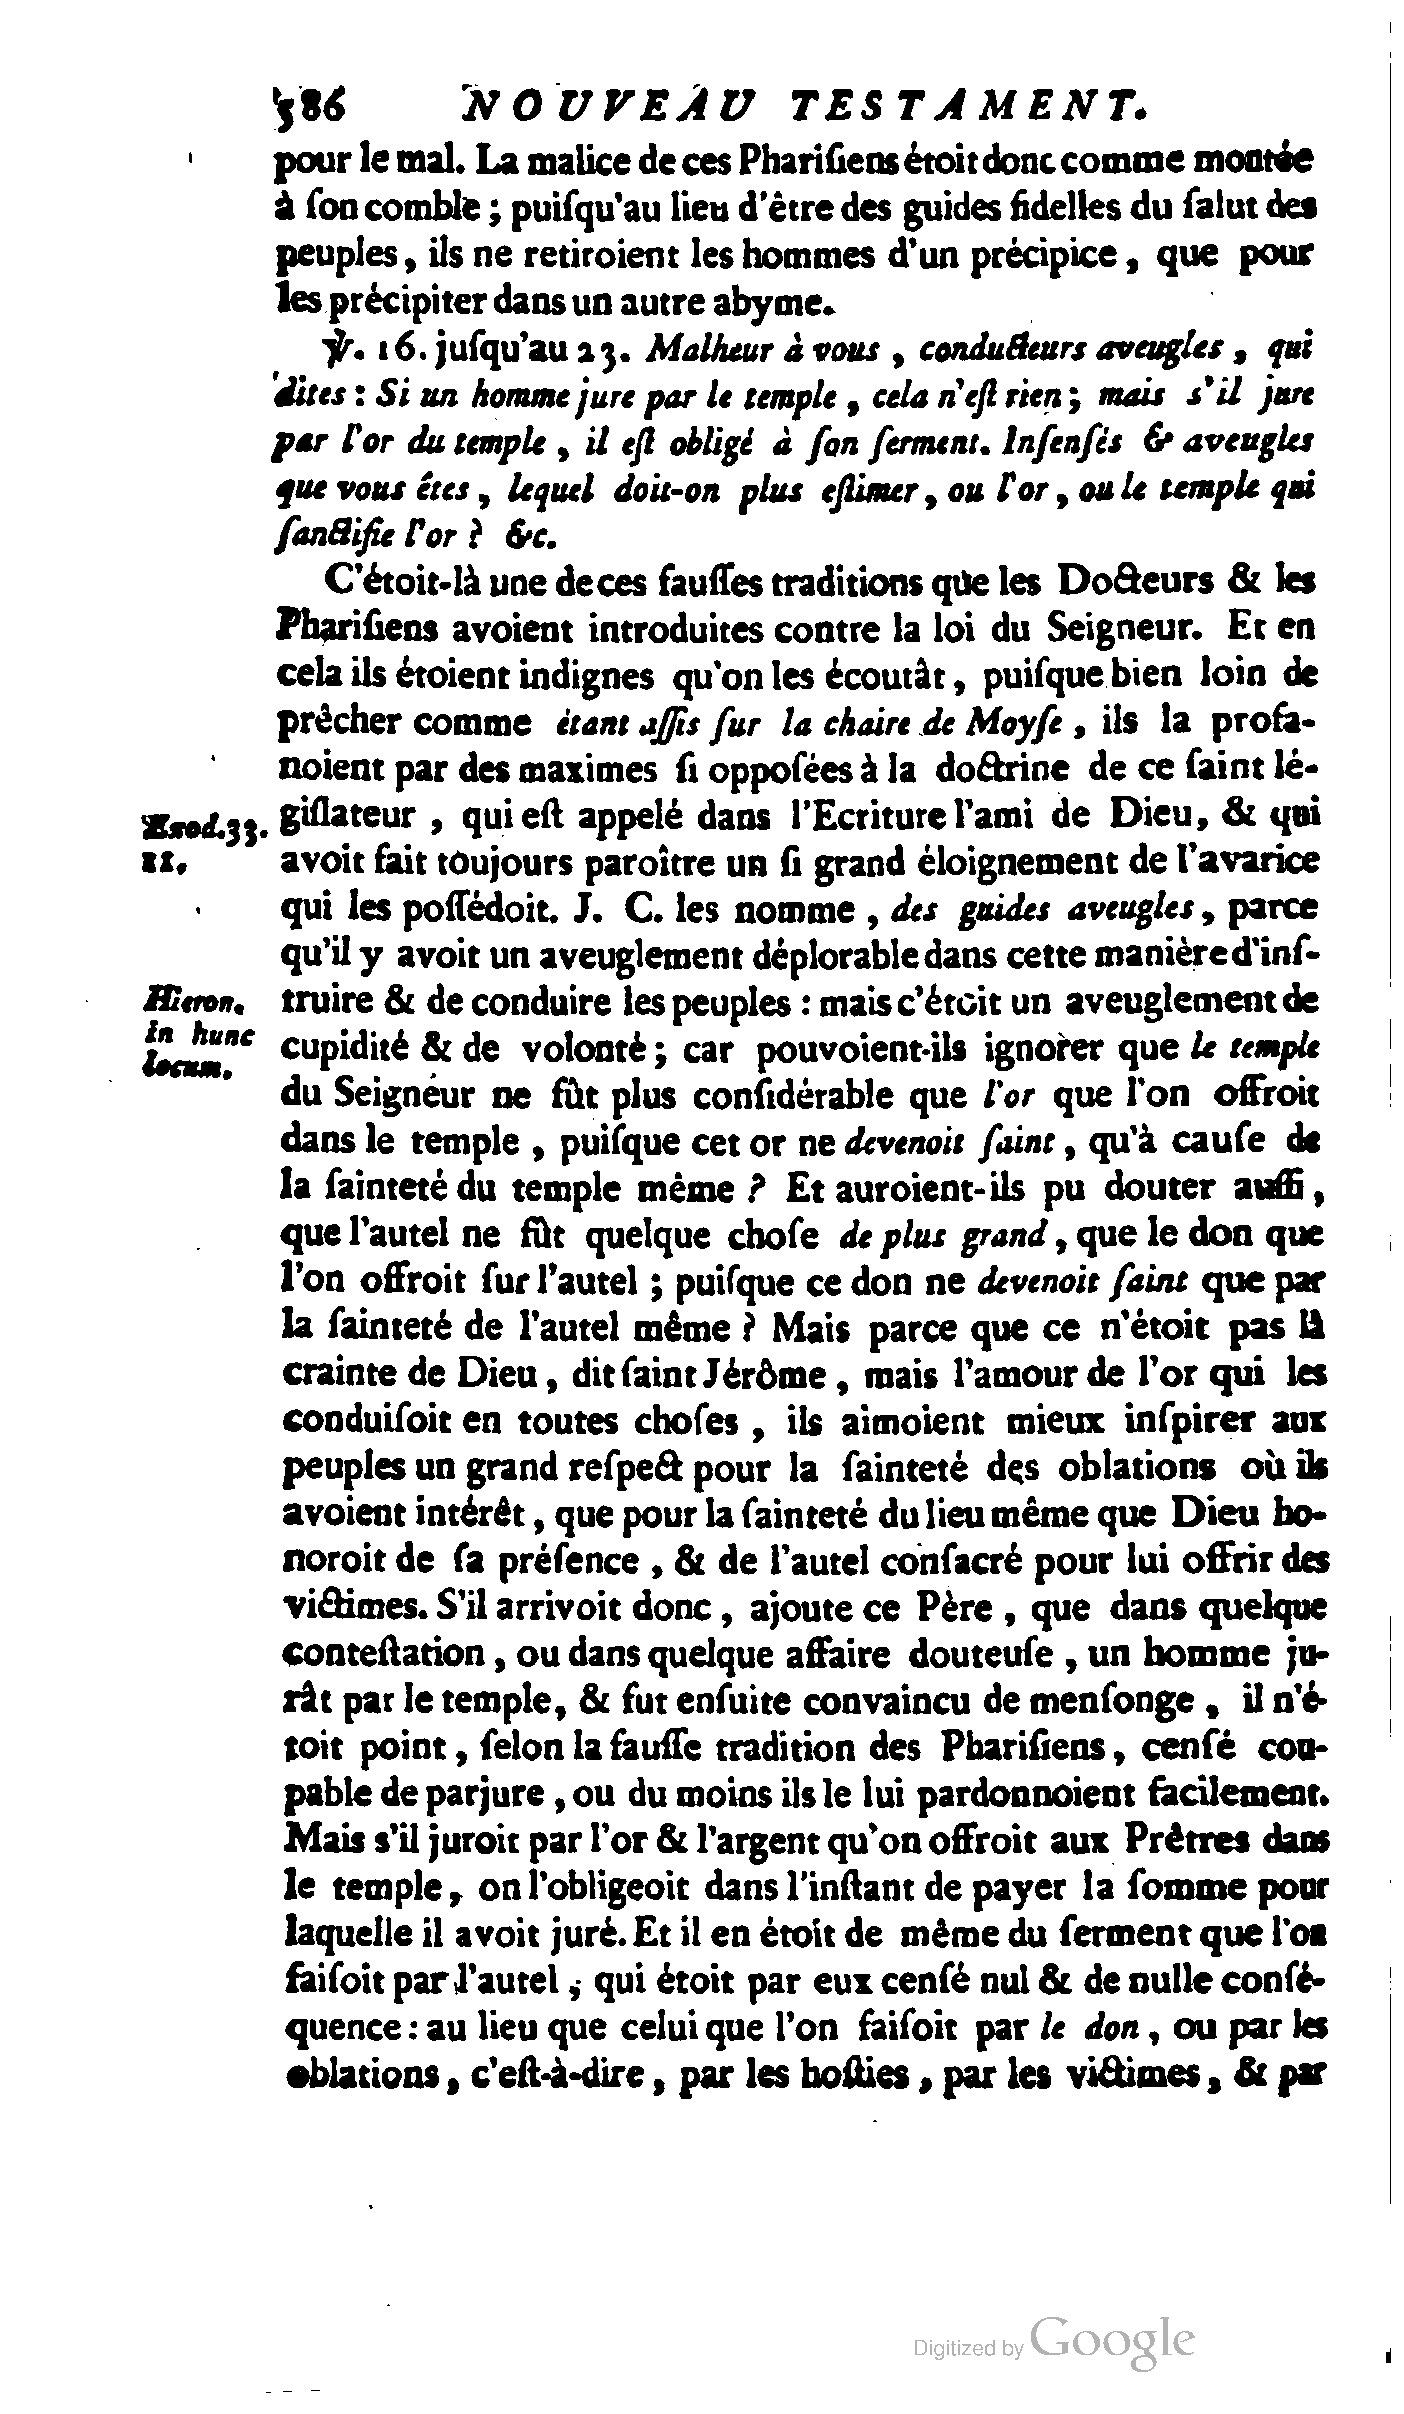 586 NOUVEAU TESTAMENT.
pour le mal. La malice de ces Phariſiens étoit donc comme montée
à ſon comble ; puiſqu'au lieu d'être des guides fidelles du ſalut des
peuples, ils ne retiroient les hommes d'un précipice, que pour
les précipiter dans un autre abyme.
℣. 16. juſqu'au 23. Malheur à vous, conducteurs aveugles, qui
dites : Si un homme jure par le temple, cela n'eſt rien ; mais s'il jure
par l'or du temple, il eſt obligé à ſon ſerment. Inſenſés & aveugles
que vous êtes, lequel doit-on plus eſtimer, ou l'or, ou le temple qui
ſanctifie l'or ? &c.
C'étoit-là une de ces fauſſes traditions que les Docteurs & les
Phariſiens avoient introduites contre la loi du Seigneur. Et en
cela ils étoient indignes qu'on les écoutât, puiſque bien loin de
prêcher comme étant aſſis ſur la chaire de Moyſe, ils la profa-
noient par des maximes ſi oppoſées à la doctrine de ce ſaint lé-
Exod. 33. giſlateur, qui eſt appelé dans l'Ecriture l'ami de Dieu, & qui
11. avoit fait toujours paroître un ſi grand éloignement de l'avarice
qui les poſſédoit. J. C. les nomme, des guides aveugles, parce
qu'il y avoit un aveuglement déplorable dans cette manière d'inſ-
Hieron. truire & de conduire les peuples : mais c'étoit un aveuglement de
in hunc cupidité & de volonté ; car pouvoient-ils ignorer que le temple
locum. du Seigneur ne fût plus conſidérable que l'or que l'on offroit
dans le temple, puiſque cet or ne devenoit ſaint, qu'à cauſe de
la ſainteté du temple même ? Et auroient-ils pu douter auſſi,
que l'autel ne fût quelque choſe de plus grand, que le don que
l'on offroit ſur l'autel ; puiſque ce don ne devenoit ſaint que par
la ſainteté de l'autel même ? Mais parce que ce n'étoit pas la
crainte de Dieu, dit ſaint Jérôme, mais l'amour de l'or qui les
conduiſoit en toutes choſes, ils aimoient mieux inſpirer aux
peuples un grand reſpect pour la ſainteté des oblations où ils
avoient intérêt, que pour la ſainteté du lieu même que Dieu ho-
noroit de ſa préſence, & de l'autel conſacré pour lui offrir des
victimes. S'il arrivoit donc, ajoute ce Père, que dans quelque
conteſtation, ou dans quelque affaire douteuſe, un homme ju-
rât par le temple, & fut enſuite convaincu de menſonge, il n'é-
toit point, ſelon la fauſſe tradition des Phariſiens, cenſé cou-
pable de parjure, ou du moins ils le lui pardonnoient facilement.
Mais s'il juroit par l'or & l'argent qu'on offroit aux Prêtres dans
le temple, on l'obligeoit dans l'inſtant de payer la ſomme pour
laquelle il avoit juré. Et il en étoit de même du ſerment que l'on
faiſoit par l'autel, qui étoit par eux cenſé nul & de nulle conſé-
quence : au lieu que celui que l'on faiſoit par le don, ou par les
oblations, c'eſt-à-dire, par les hoſties, par les victimes, & par
Digitized by Google